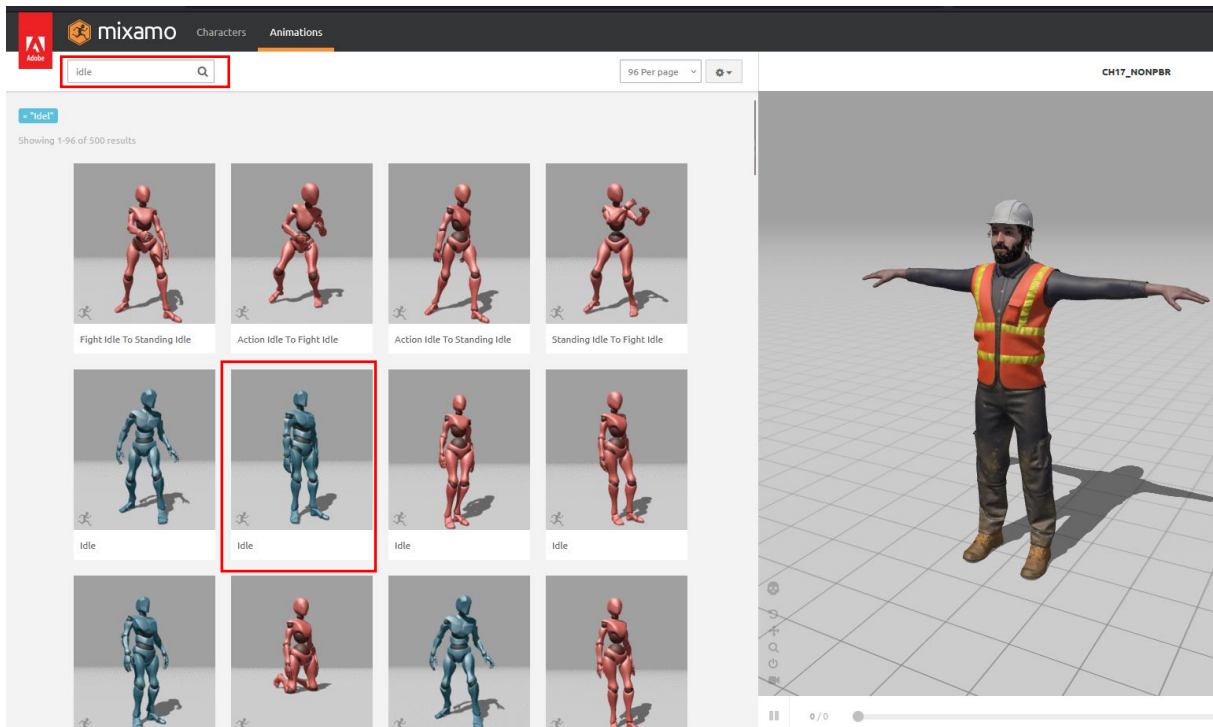 mixamo
Characters
Animations
Adobe
idle
96 Per page
CH17_NONPBR
× "Idel"
Showing 1-96 of 500 results
Fight Idle To Standing Idle
Action Idle To Fight Idle
Action Idle To Standing Idle
Standing Idle To Fight Idle
Idle
Idle
Idle
Idle
0 / 0